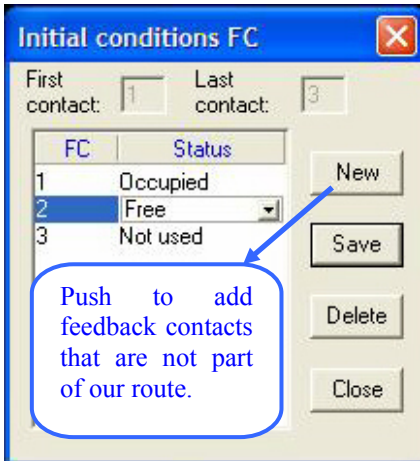 Initial conditions FC
First contact: 1 Last contact: 3
FC Status
1 Occupied
2 Free
3 Not used
New
Save
Delete
Close
Push to add
feedback contacts
that are not part
of our route.